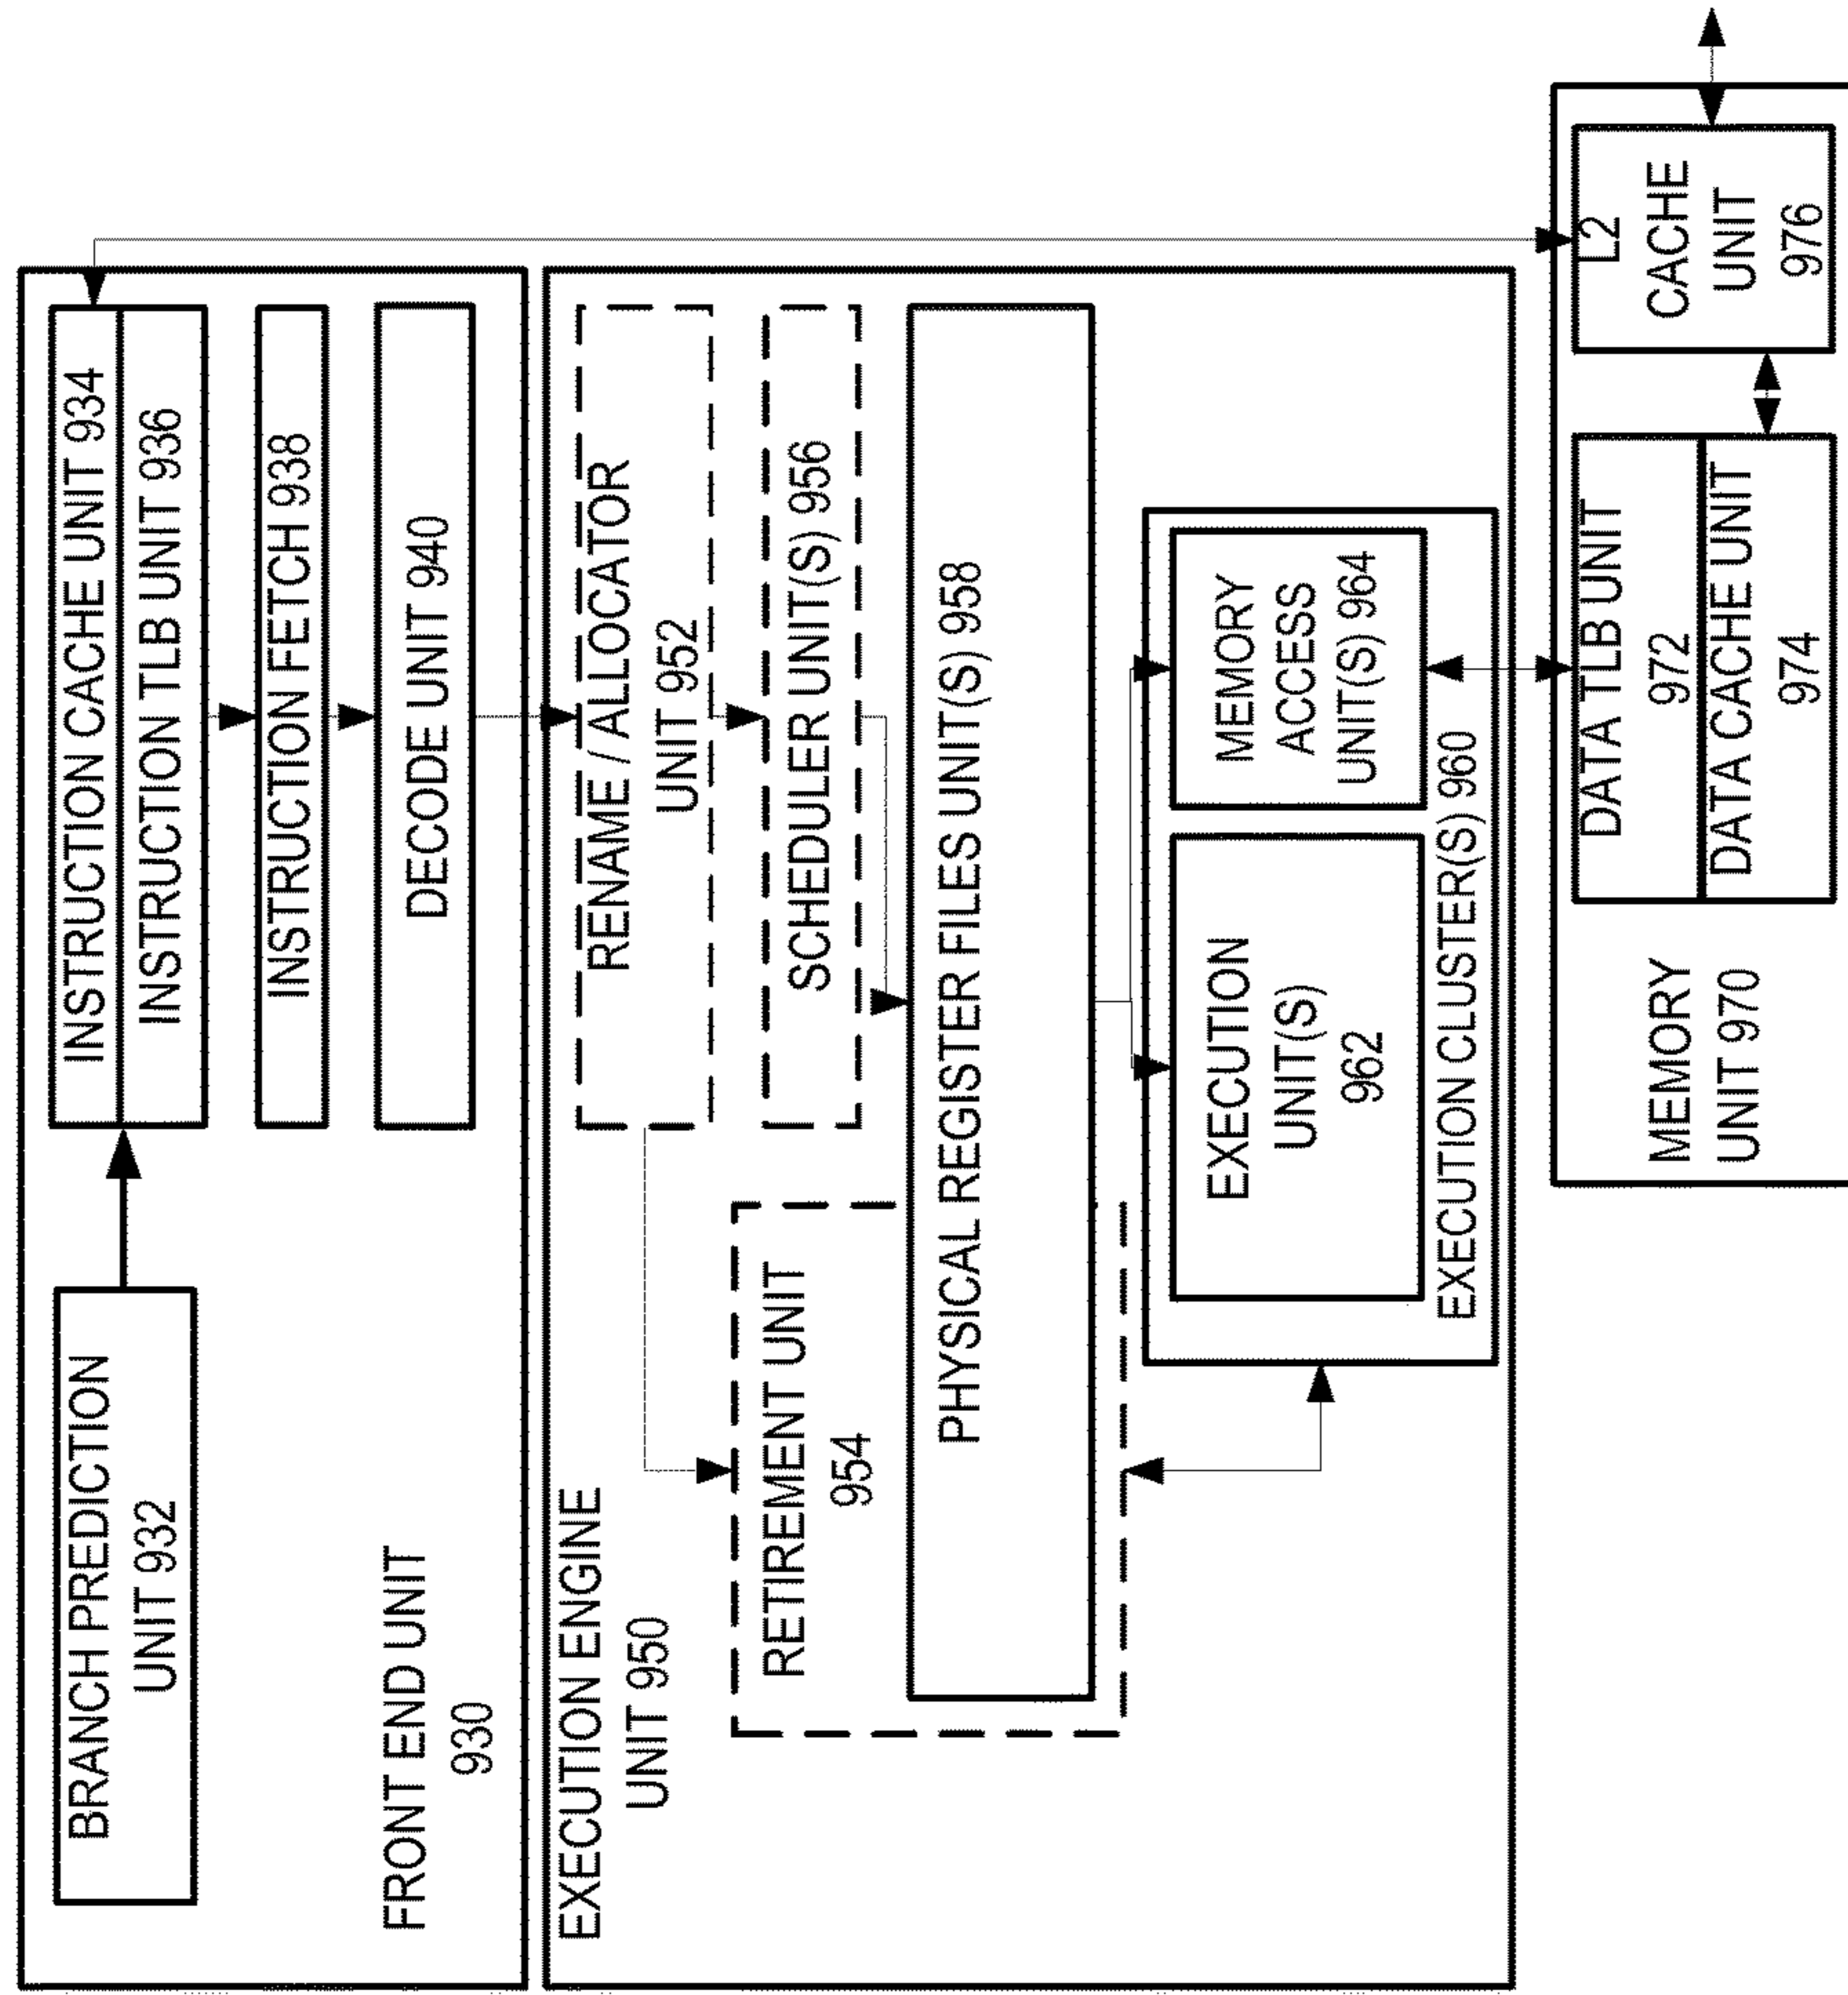 BRANCH PREDICTION
UNIT 932
INSTRUCTION CACHE UNIT 934
INSTRUCTION TLB UNIT 936
INSTRUCTION FETCH 938
DECODE UNIT 940
FRONT END UNIT
930
EXECUTION ENGINE
UNIT 950
RENAME / ALLOCATOR
UNIT 952
RETIREMENT UNIT
954
SCHEDULER UNIT(S) 956
PHYSICAL REGISTER FILES UNIT(S) 958
EXECUTION
UNIT(S)
962
MEMORY
ACCESS
UNIT(S) 964
EXECUTION CLUSTER(S) 960
MEMORY
UNIT 970
DATA TLB UNIT
972
DATA CACHE UNIT
974
L2
CACHE
UNIT
976